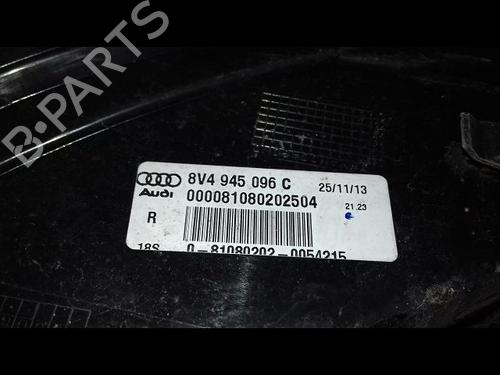 B-PARTS
8V4 945 096 C 25/11/13
Audi 000081080202504 21.23
R
18S 0-81080202-0054215